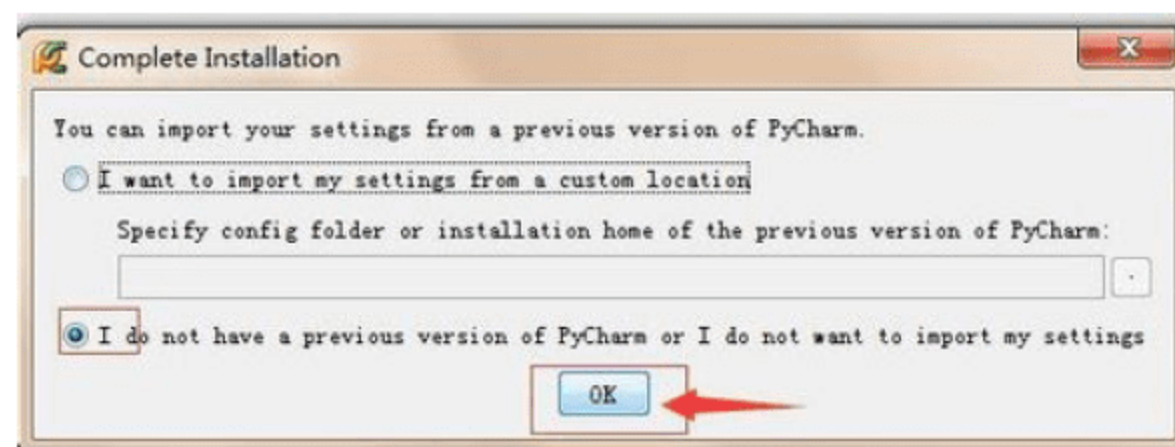 Complete Installation
You can import your settings from a previous version of PyCharm.
I want to import my settings from a custom location
Specify config folder or installation home of the previous version of PyCharm:
I do not have a previous version of PyCharm or I do not want to import my settings
OK